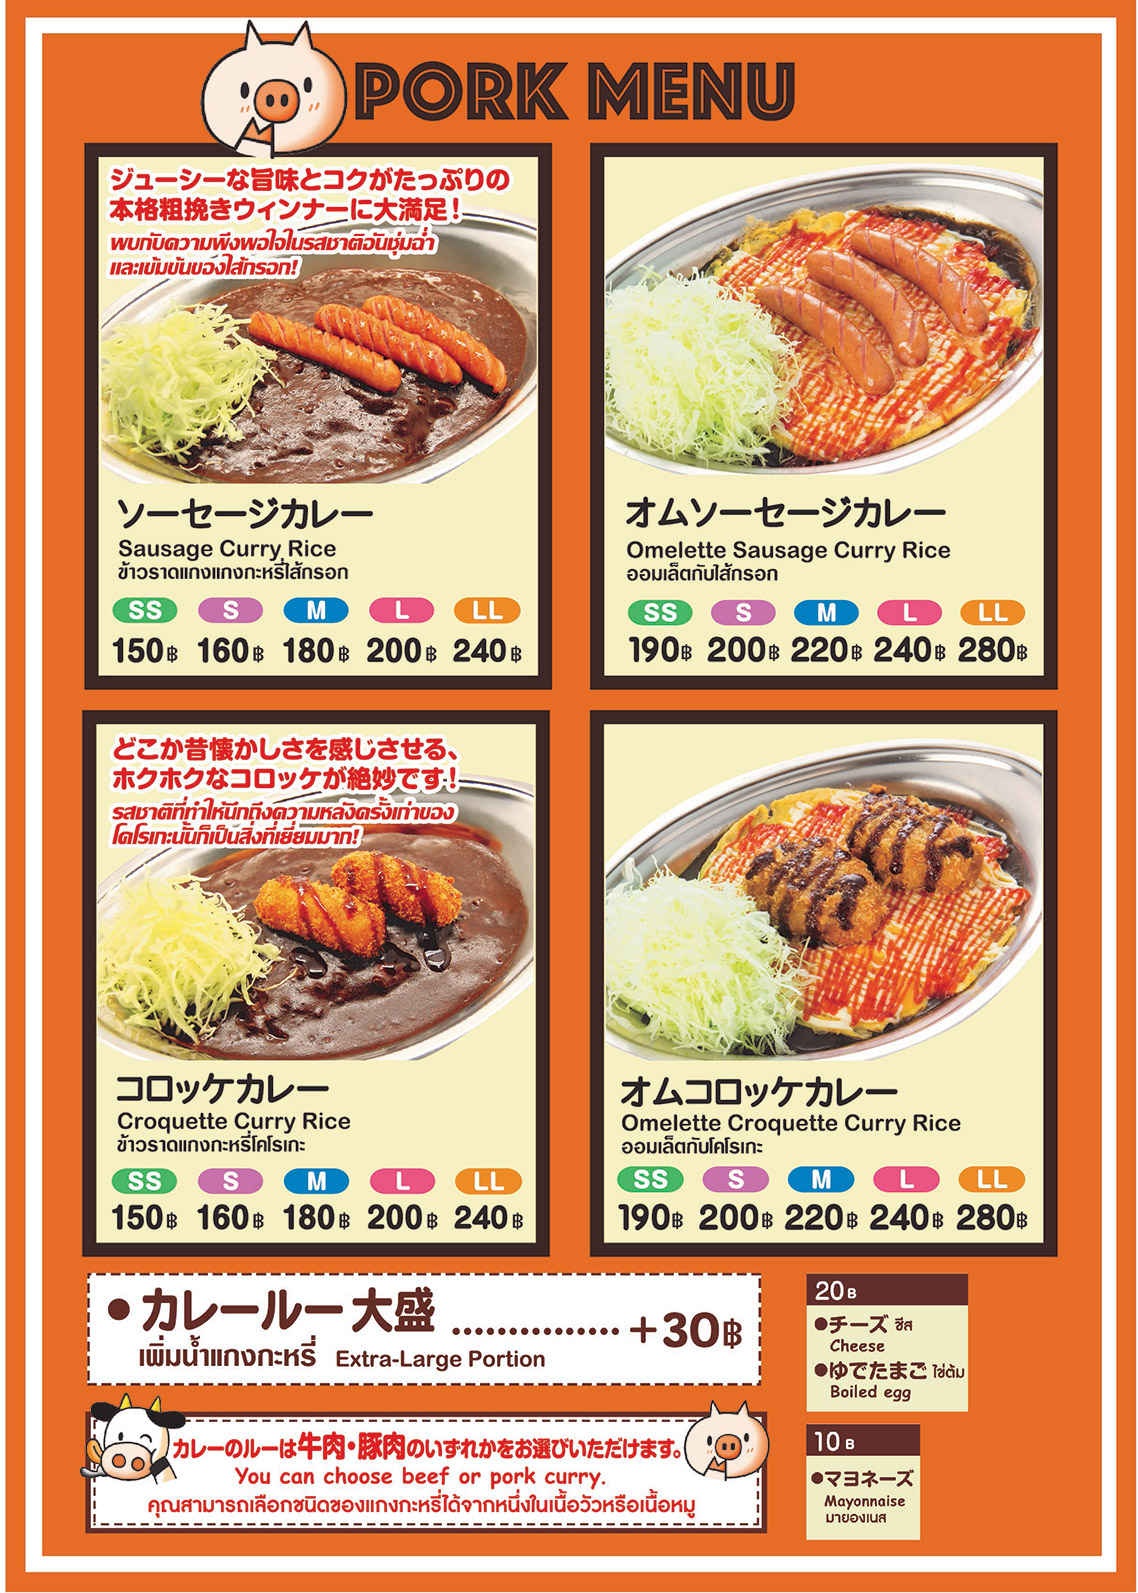 PORK MENU
ジューシーな旨味とコクがたっぷりの
本格粗挽きウィンナーに大満足！
พบกับความพึงพอใจในรสชาติอันชุ่มฉ่ำ
และเข้มข้นของไส้กรอก!
ソーセージカレー
Sausage Curry Rice
ข้าวราดแกงแกงกะหรี่ไส้กรอก
SS S M L LL
150฿ 160฿ 180฿ 200฿ 240฿
オムソーセージカレー
Omelette Sausage Curry Rice
ออมเล็ตกับไส้กรอก
SS S M L LL
190฿ 200฿ 220฿ 240฿ 280฿
どこか昔懐かしさを感じさせる、
ホクホクなコロッケが絶妙です！
รสชาติที่ทำให้นึกถึงความหลังครั้งเก่าของ
โคโรเกะนั้นก็เป็นสิ่งที่เยี่ยมมาก!
コロッケカレー
Croquette Curry Rice
ข้าวราดแกงกะหรี่โคโรเกะ
SS S M L LL
150฿ 160฿ 180฿ 200฿ 240฿
オムコロッケカレー
Omelette Croquette Curry Rice
ออมเล็ตกับโคโรเกะ
SS S M L LL
190฿ 200฿ 220฿ 240฿ 280฿
●カレールー大盛 ............... +30฿
เพิ่มน้ำแกงกะหรี่ Extra-Large Portion
カレーのルーは牛肉・豚肉のいずれかをお選びいただけます。
You can choose beef or pork curry.
คุณสามารถเลือกชนิดของแกงกะหรี่ได้จากหนึ่งในเนื้อวัวหรือเนื้อหมู
20฿
●チーズ ชีส
Cheese
●ゆでたまご ไข่ต้ม
Boiled egg
10฿
●マヨネーズ
Mayonnaise
มายองเนส